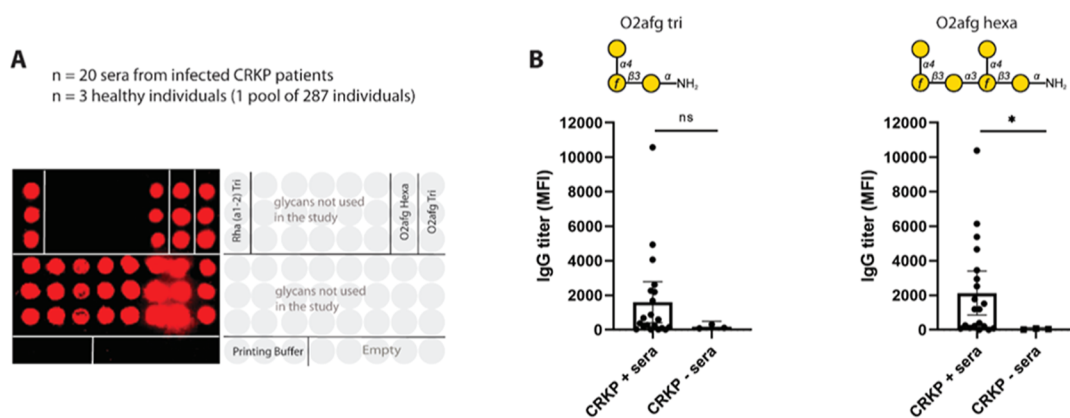 A
n = 20 sera from infected CRKP patients
n = 3 healthy individuals (1 pool of 287 individuals)
Rha (a1-2) Tri
glycans not used
in the study
O2afg Hexa
O2afg Tri
glycans not used
in the study
Printing Buffer
Empty
B
O2afg tri
α4
β3
α
f
NH2
12000
10000
8000
6000
4000
2000
0
IgG titer (MFI)
ns
CRKP + sera
CRKP - sera
O2afg hexa
α4
α4
β3
α3
β3
α
f
f
NH2
12000
10000
8000
6000
4000
2000
0
IgG titer (MFI)
*
CRKP + sera
CRKP - sera